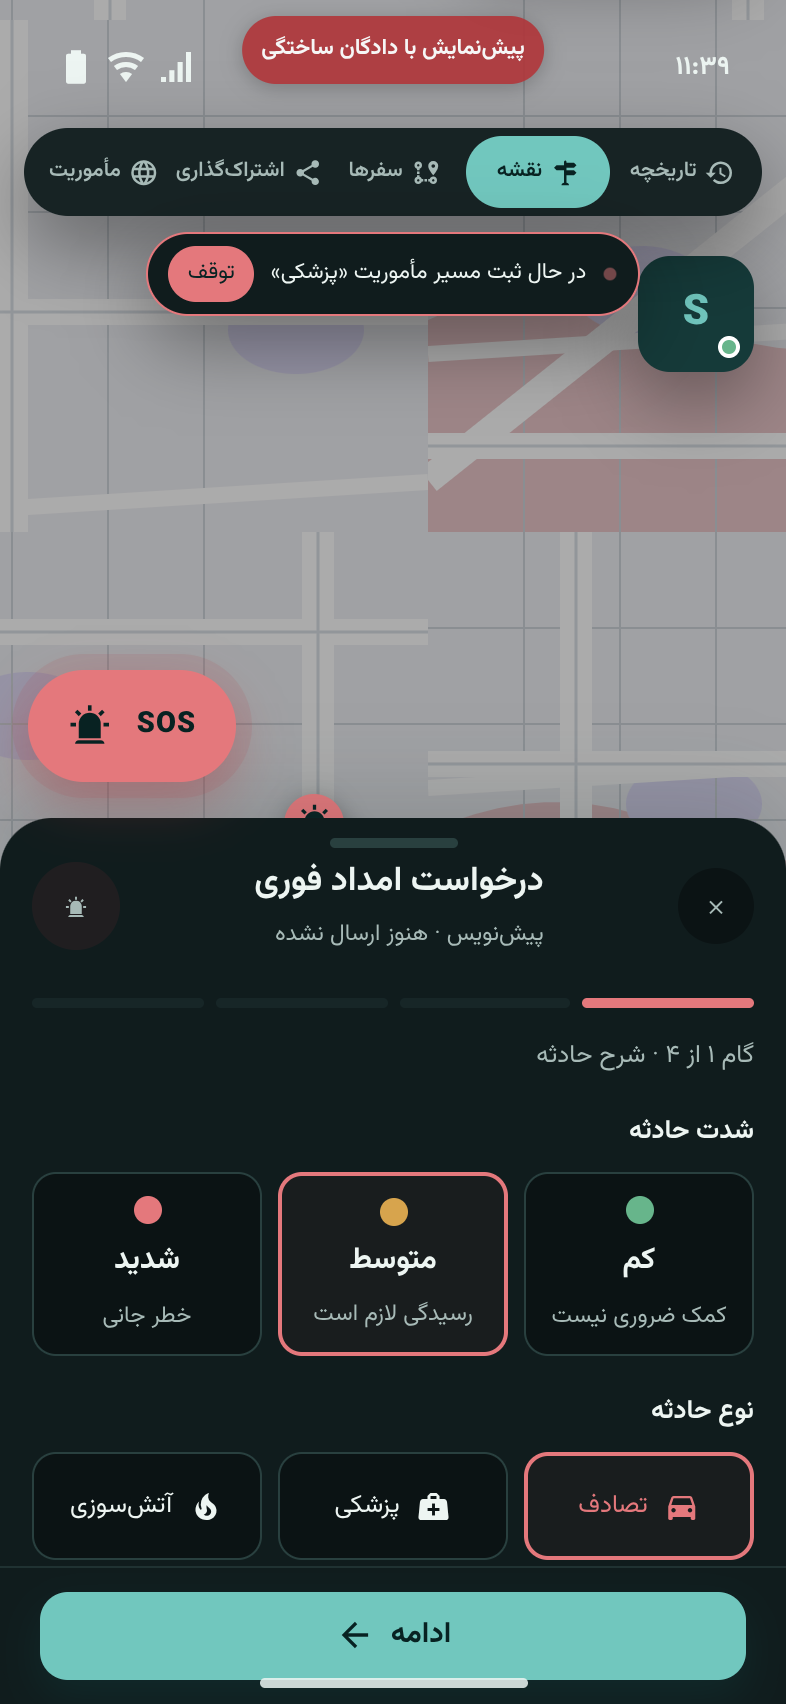 پیش‌نمایش با دادگان ساختگی
۱۱:۳۹
تاریخچه
نقشه
سفرها
اشتراک‌گذاری
مأموریت
در حال ثبت مسیر مأموریت «پزشکی»
توقف
S
SOS
درخواست امداد فوری
پیش‌نویس · هنوز ارسال نشده
گام ۱ از ۴ · شرح حادثه
شدت حادثه
کم
کمک ضروری نیست
متوسط
رسیدگی لازم است
شدید
خطر جانی
نوع حادثه
تصادف
پزشکی
آتش‌سوزی
ادامه